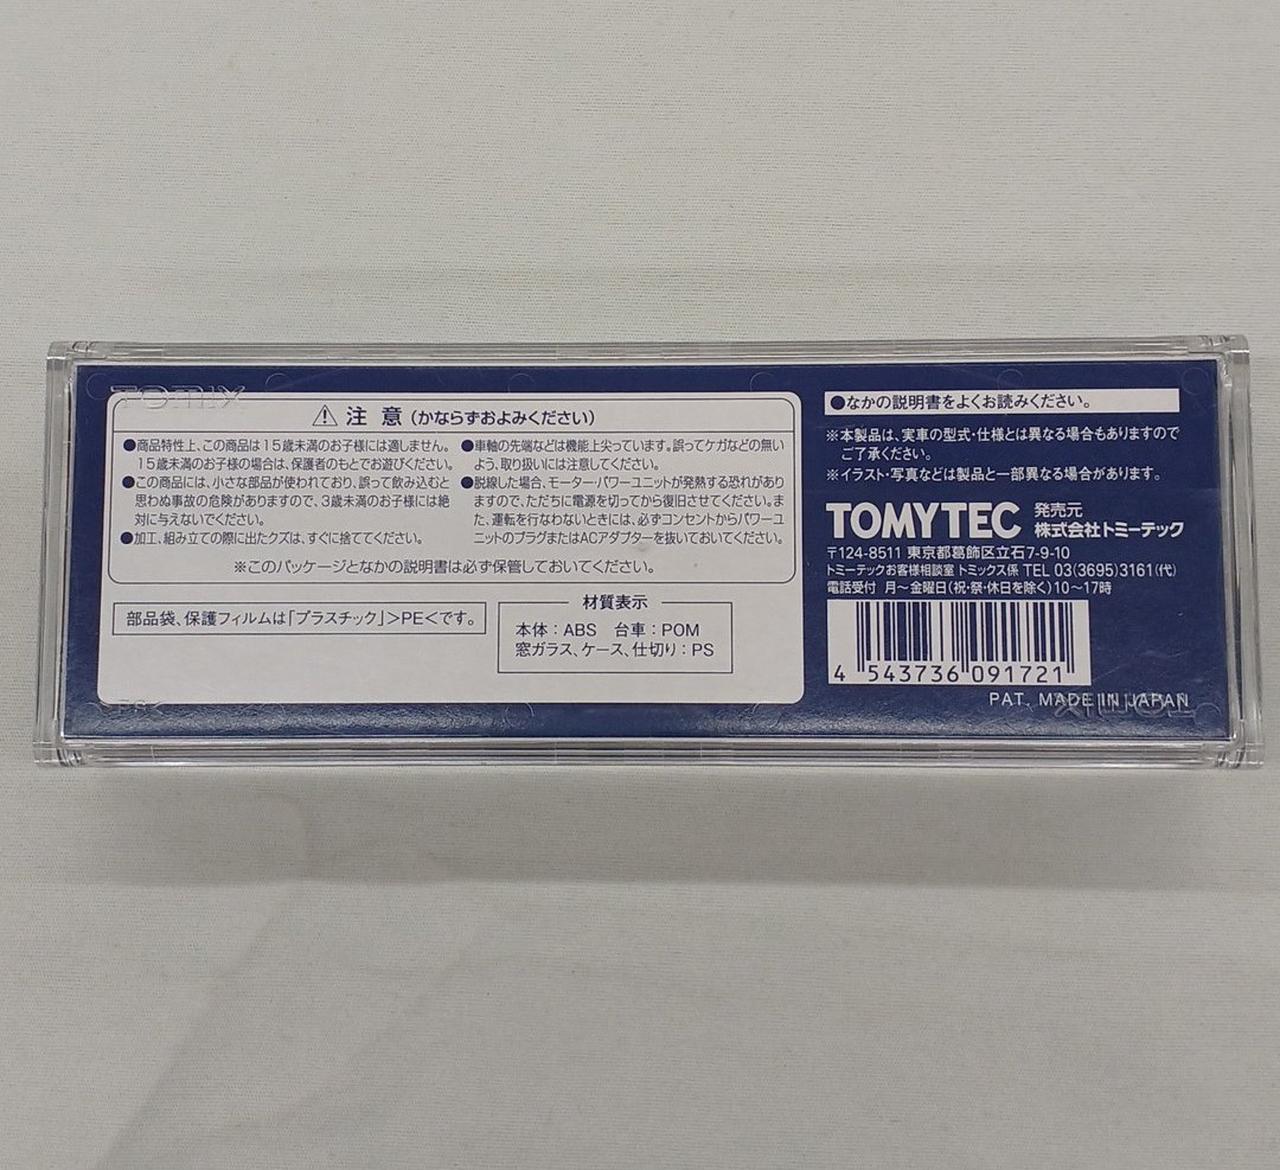 TOMIX
⚠ 注 意 (かならずおよみください)
●商品特性上、この商品は15歳未満のお子様には適しません。
15歳未満のお子様の場合は、保護者のもとでお遊びください。
●この商品には、小さな部品が使われており、誤って飲み込むと
思わぬ事故の危険がありますので、3歳未満のお子様には絶
対に与えないでください。
●加工、組み立ての際に出たクズは、すぐに捨ててください。
●車軸の先端などは機能上尖っています。誤ってケガなどの無い
よう、取り扱いには注意してください。
●脱線した場合、モーター・パワーユニットが発熱する恐れがあり
ますので、ただちに電源を切ってから復旧させてください。ま
た、運転を行なわないときには、必ずコンセントからパワーユ
ニットのプラグまたはACアダプターを抜いておいてください。
※このパッケージとなかの説明書は必ず保管しておいてください。
部品袋、保護フィルムは「プラスチック」>PE<です。
材質表示
本体：ABS 台車：POM
窓ガラス、ケース、仕切り：PS
●なかの説明書をよくお読みください。
※本製品は、実車の型式・仕様とは異なる場合もありますので
ご了承ください。
※イラスト・写真などは製品と一部異なる場合があります。
TOMYTEC 発売元
株式会社トミーテック
〒124-8511 東京都葛飾区立石7-9-10
トミーテックお客様相談室 トミックス係 TEL 03(3695)3161(代)
電話受付 月〜金曜日(祝・祭・休日を除く)10〜17時
4 543736 091721
PAT. MADE IN JAPAN
TOMIX